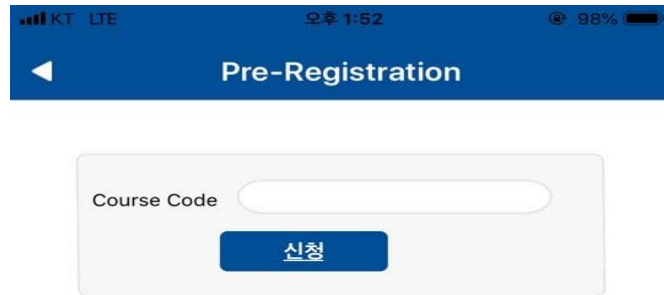 KT LTE 오후 1:52 98%
Pre-Registration
Course Code
신청